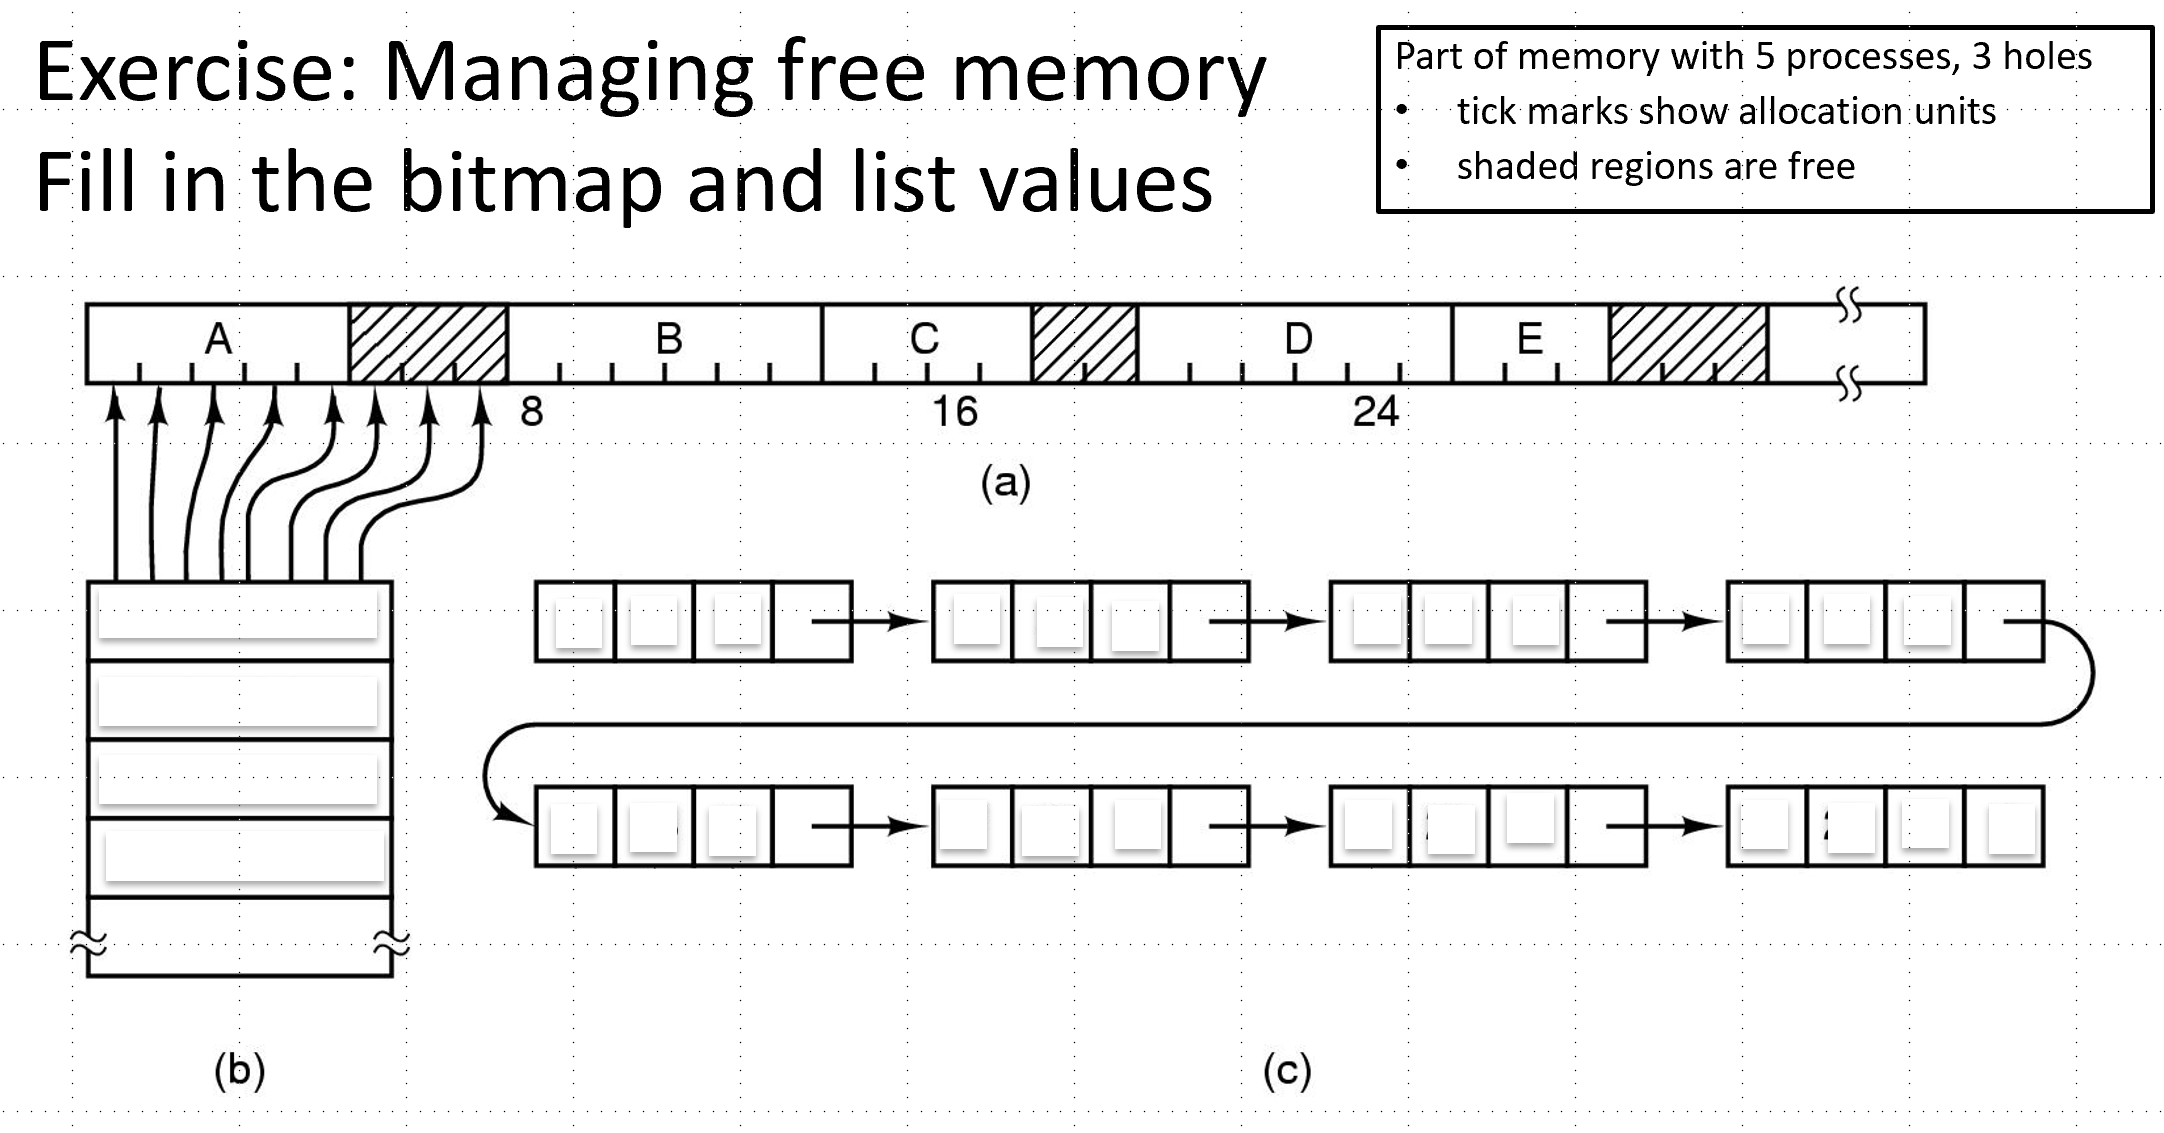 Exercise: Managing free memory
Fill in the bitmap and list values
Part of memory with 5 processes, 3 holes
• tick marks show allocation units
• shaded regions are free
A B C D E
8 16 24
(a)
(b) (c)